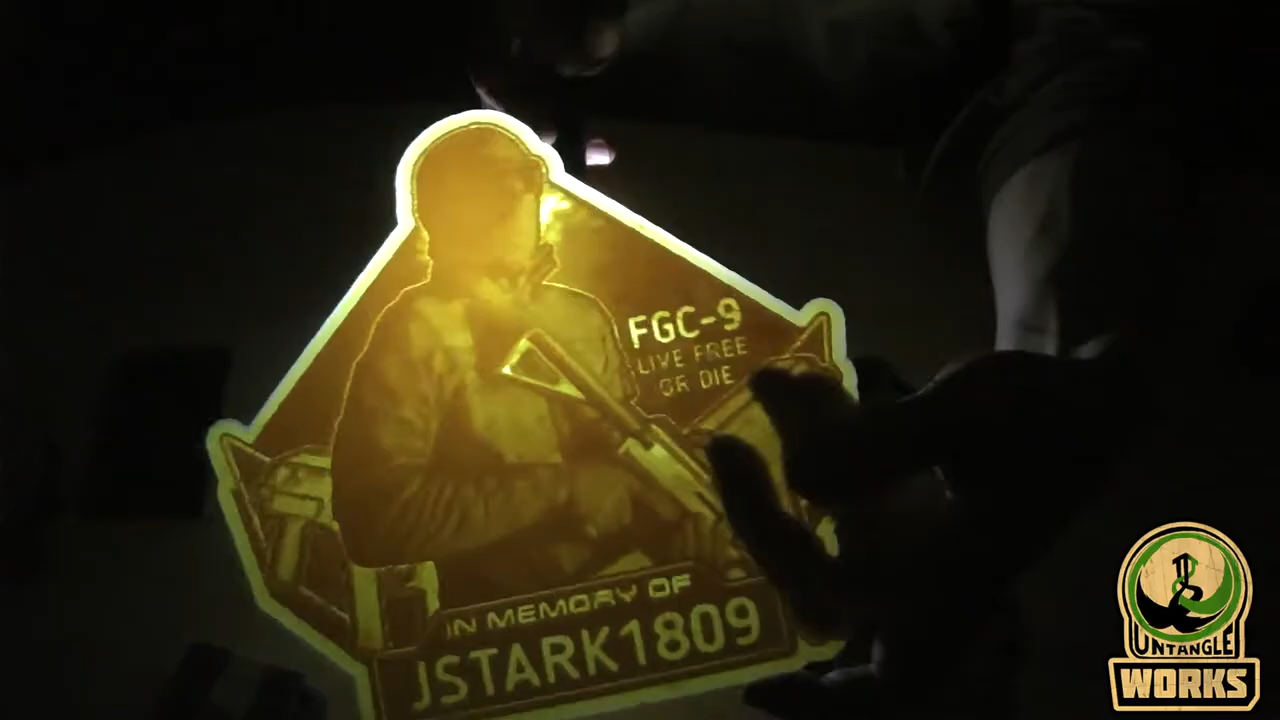 FGC-9
LIVE FREE
OR DIE
IN MEMORY OF
JSTARK1809
UNTANGLE
WORKS